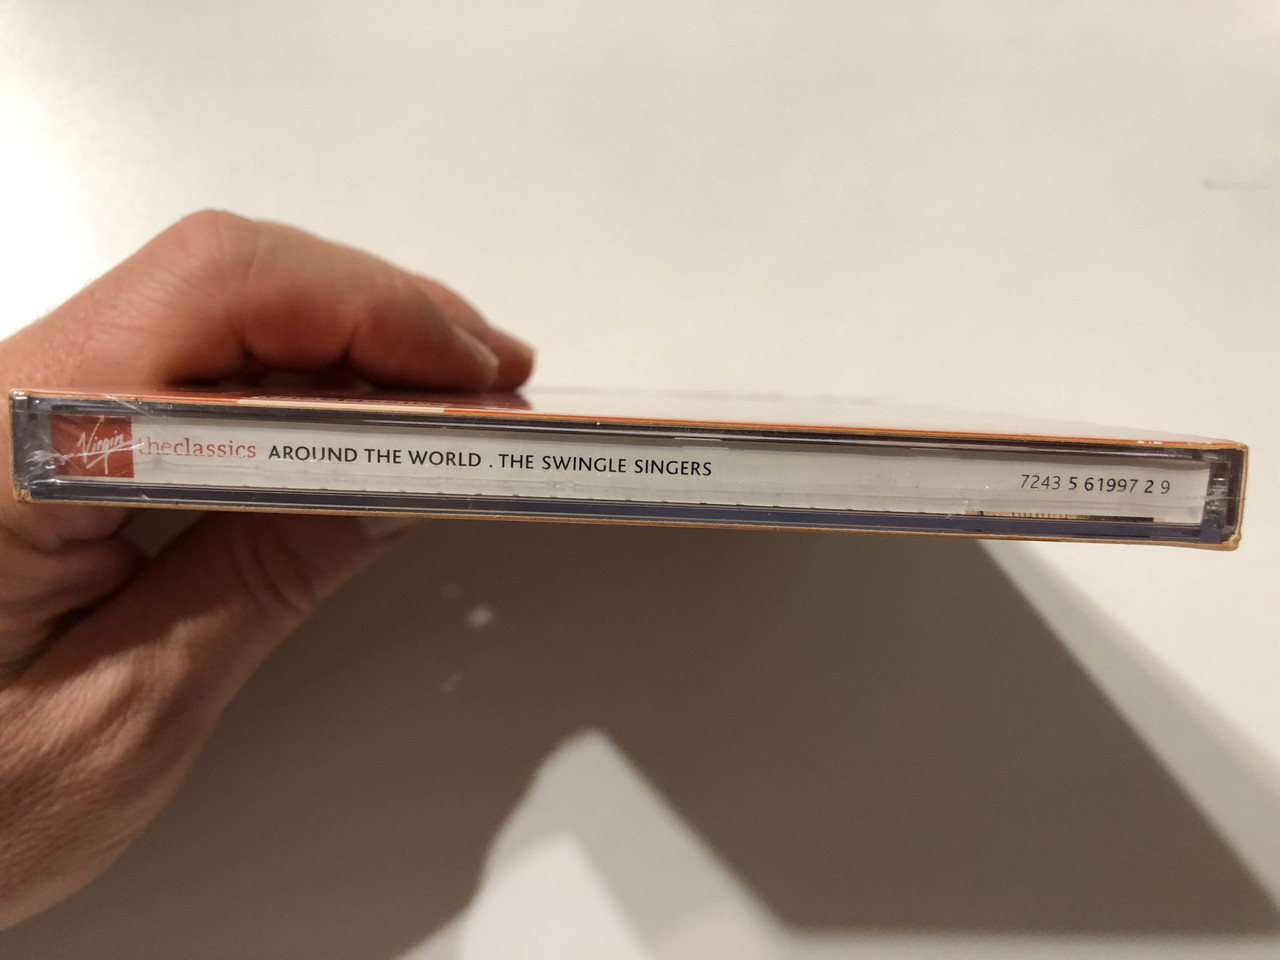 Virgin theclassics AROUND THE WORLD . THE SWINGLE SINGERS 7243 5 61997 2 9